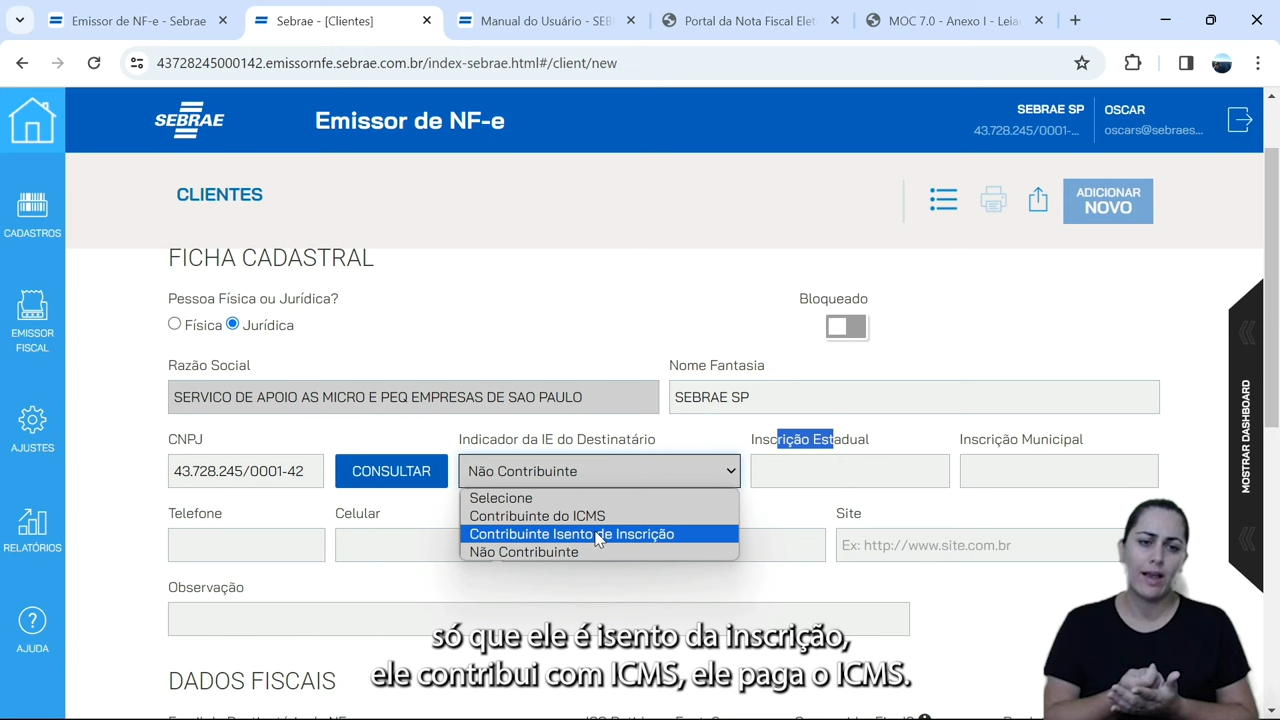 Emissor de NF-e - Sebrae
Sebrae - [Clientes]
Manual do Usuário - SEB
Portal da Nota Fiscal Elet
MOC 7.0 - Anexo I - Leia
43728245000142.emissornfe.sebrae.com.br/index-sebrae.html#/client/new
SEBRAE
Emissor de NF-e
SEBRAE SP
43.728.245/0001-...
OSCAR
oscars@sebraes...
CLIENTES
ADICIONAR
NOVO
CADASTROS
EMISSOR
FISCAL
AJUSTES
RELATÓRIOS
AJUDA
FICHA CADASTRAL
Pessoa Física ou Jurídica?
Bloqueado
Física
Jurídica
Razão Social
Nome Fantasia
SERVICO DE APOIO AS MICRO E PEQ EMPRESAS DE SAO PAULO
SEBRAE SP
CNPJ
Indicador da IE do Destinatário
Inscrição Estadual
Inscrição Municipal
43.728.245/0001-42
CONSULTAR
Não Contribuinte
Selecione
Contribuinte do ICMS
Contribuinte Isento de Inscrição
Não Contribuinte
Telefone
Celular
Site
Ex: http://www.site.com.br
Observação
MOSTRAR DASHBOARD
só que ele é isento da inscrição,
ele contribui com ICMS, ele paga o ICMS.
DADOS FISCAIS